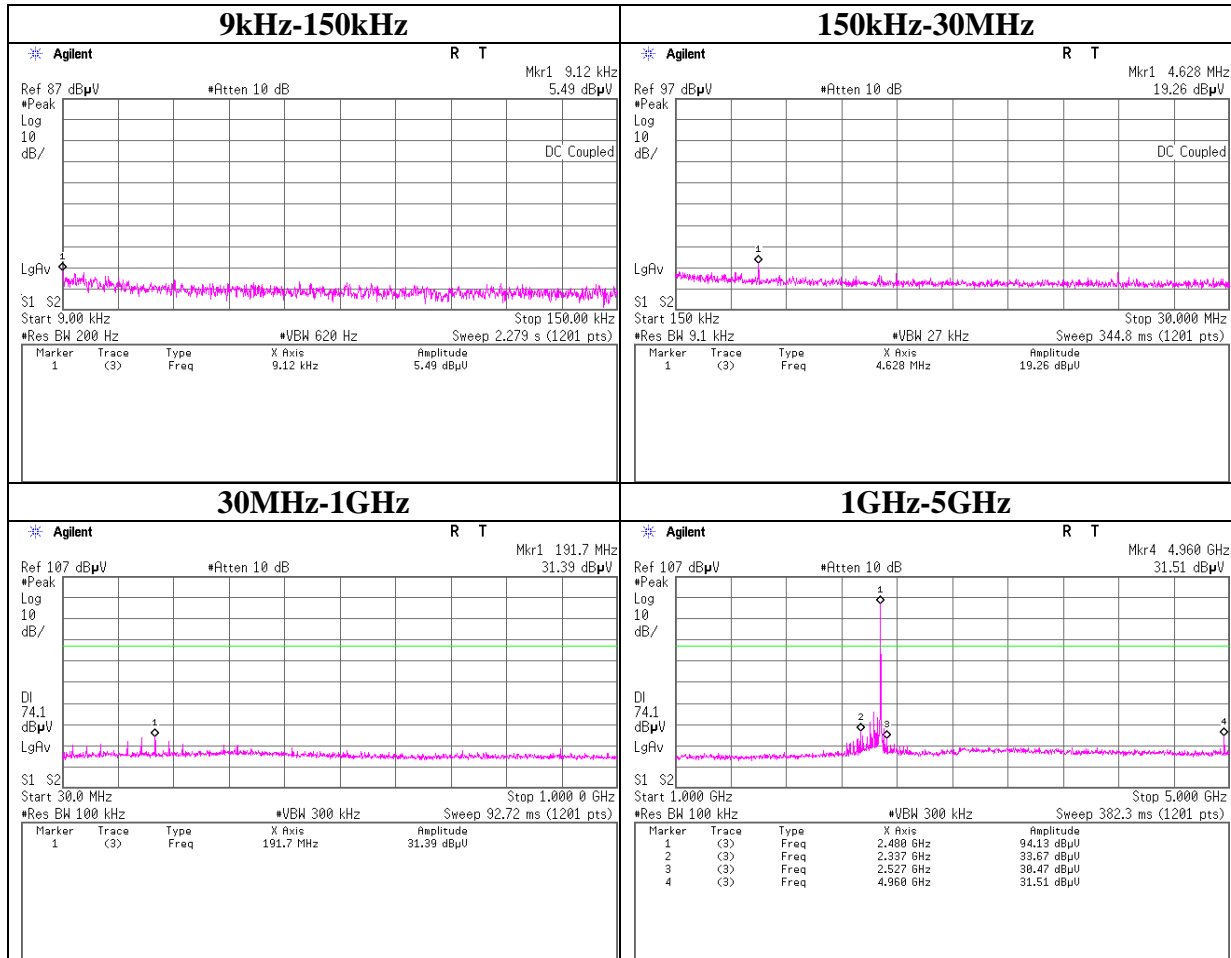 9kHz-150kHz
Agilent R T
Mkr1 9.12 kHz
Ref 87 dBµV #Atten 10 dB 5.49 dBµV
#Peak
Log
10
dB/
DC Coupled
1
LgAv
S1 S2
Start 9.00 kHz Stop 150.00 kHz
#Res BW 200 Hz #VBW 620 Hz Sweep 2.279 s (1201 pts)
Marker Trace Type X Axis Amplitude
1 (3) Freq 9.12 kHz 5.49 dBµV
150kHz-30MHz
Agilent R T
Mkr1 4.628 MHz
Ref 97 dBµV #Atten 10 dB 19.26 dBµV
#Peak
Log
10
dB/
DC Coupled
1
LgAv
S1 S2
Start 150 kHz Stop 30.000 MHz
#Res BW 9.1 kHz #VBW 27 kHz Sweep 344.8 ms (1201 pts)
Marker Trace Type X Axis Amplitude
1 (3) Freq 4.628 MHz 19.26 dBµV
30MHz-1GHz
Agilent R T
Mkr1 191.7 MHz
Ref 107 dBµV #Atten 10 dB 31.39 dBµV
#Peak
Log
10
dB/
DI
74.1
dBµV
1
LgAv
S1 S2
Start 30.0 MHz Stop 1.000 0 GHz
#Res BW 100 kHz #VBW 300 kHz Sweep 92.72 ms (1201 pts)
Marker Trace Type X Axis Amplitude
1 (3) Freq 191.7 MHz 31.39 dBµV
1GHz-5GHz
Agilent R T
Mkr4 4.960 GHz
Ref 107 dBµV #Atten 10 dB 31.51 dBµV
#Peak
1
Log
10
dB/
DI
74.1
dBµV
2 3 4
LgAv
S1 S2
Start 1.000 GHz Stop 5.000 GHz
#Res BW 100 kHz #VBW 300 kHz Sweep 382.3 ms (1201 pts)
Marker Trace Type X Axis Amplitude
1 (3) Freq 2.480 GHz 94.13 dBµV
2 (3) Freq 2.337 GHz 33.67 dBµV
3 (3) Freq 2.527 GHz 30.47 dBµV
4 (3) Freq 4.960 GHz 31.51 dBµV